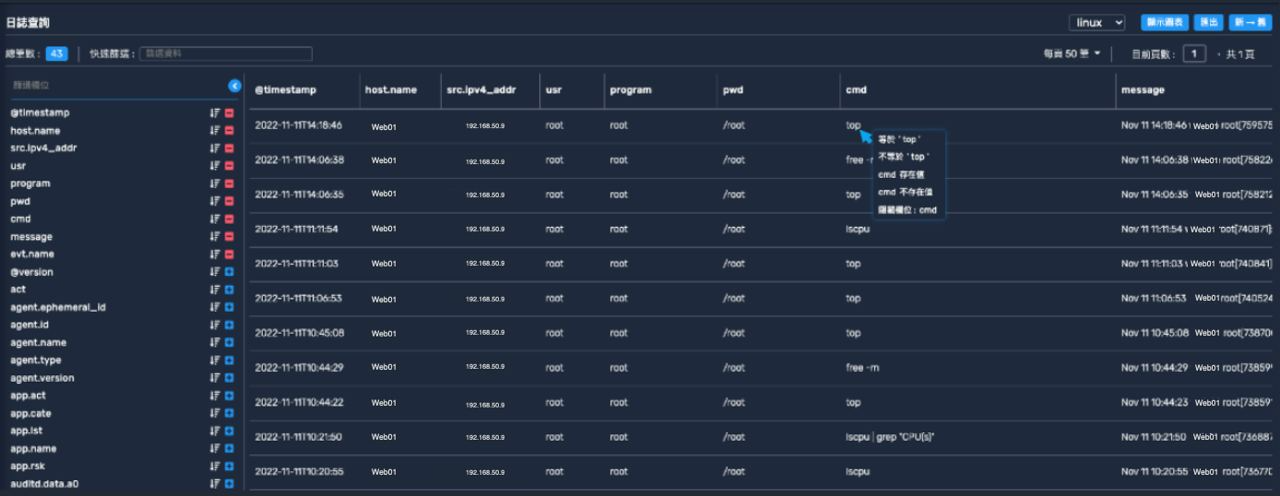 日誌查詢
linux 顯示圖表 匯出 新 → 舊
總筆數: 43 快速篩選: 篩選資料
每頁 50 筆 目前頁數: 1 , 共 1 頁
篩選欄位
@timestamp
host.name
src.ipv4_addr
usr
program
pwd
cmd
message
evt.name
@version
act
agent.ephemeral_id
agent.id
agent.name
agent.type
agent.version
app.act
app.cate
app.ist
app.name
app.rsk
auditd.data.a0
@timestamp host.name src.ipv4_addr usr program pwd cmd message
2022-11-11T14:18:46 Web01 192.168.50.9 root root /root top Nov 11 14:18:46 Web01 root[759575
2022-11-11T14:06:38 Web01 192.168.50.9 root root /root free - Nov 11 14:06:38 Web01 root[75822
2022-11-11T14:06:35 Web01 192.168.50.9 root root /root top Nov 11 14:06:35 Web01 root[758212
2022-11-11T11:11:54 Web01 192.168.50.9 root root /root lscpu Nov 11 11:11:54 Web01 root[740871]
2022-11-11T11:11:03 Web01 192.168.50.9 root root /root top Nov 11 11:11:03 Web01 root[740841]
2022-11-11T11:06:53 Web01 192.168.50.9 root root /root top Nov 11 11:06:53 Web01 root[740524
2022-11-11T10:45:08 Web01 192.168.50.9 root root /root top Nov 11 10:45:08 Web01 root[73870
2022-11-11T10:44:29 Web01 192.168.50.9 root root /root free -m Nov 11 10:44:29 Web01 root[73859
2022-11-11T10:44:22 Web01 192.168.50.9 root root /root top Nov 11 10:44:23 Web01 root[73859
2022-11-11T10:21:50 Web01 192.168.50.9 root root /root lscpu | grep "CPU(s)" Nov 11 10:21:50 Web01 root[73688
2022-11-11T10:20:55 Web01 192.168.50.9 root root /root lscpu Nov 11 10:20:55 Web01 root[73677
等於 ' top '
不等於 ' top '
cmd 存在值
cmd 不存在值
隱藏欄位 : cmd